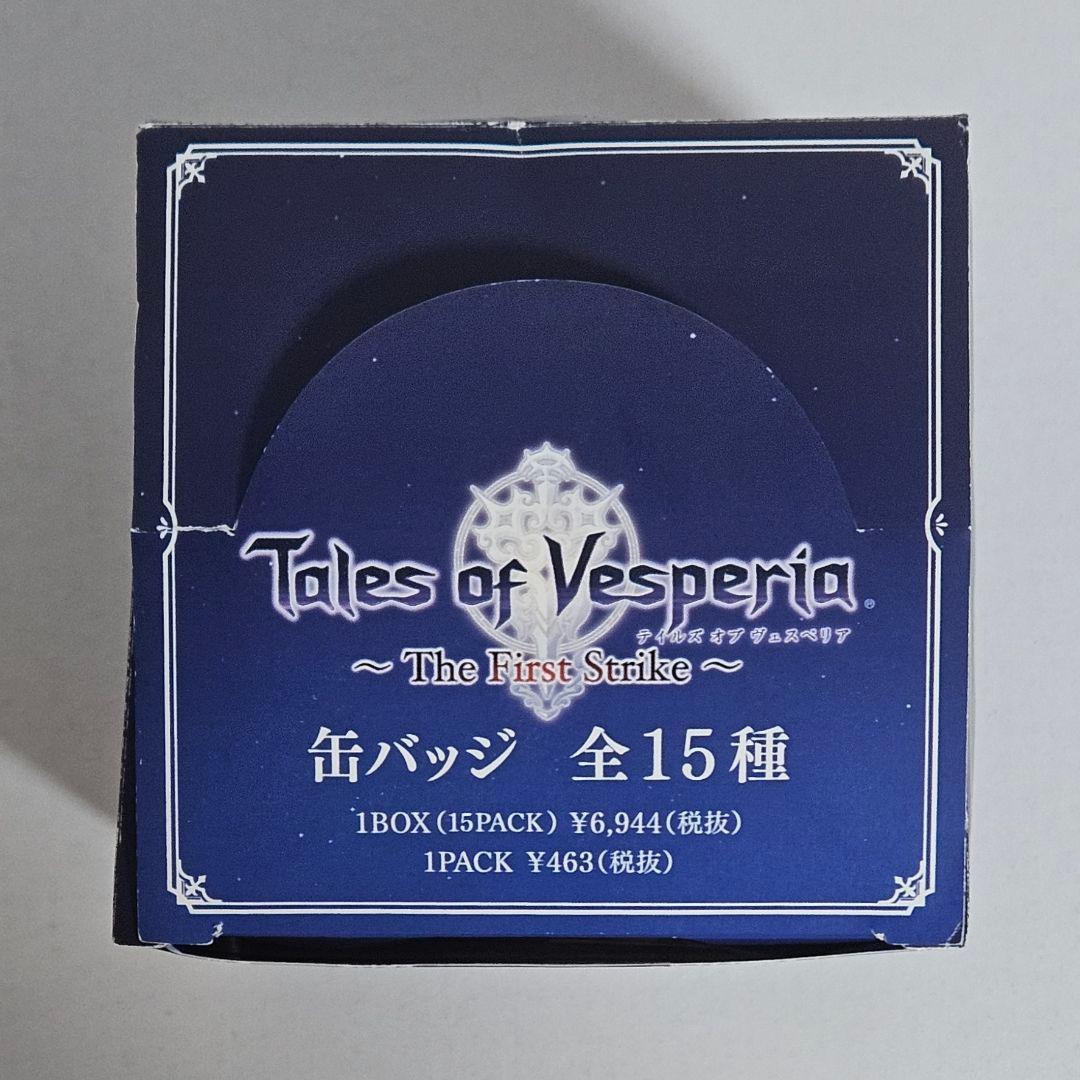 Tales of Vesperia®
テイルズ オブ ヴェスペリア
～ The First Strike ～
缶バッジ 全15種
1BOX（15PACK）¥6,944（税抜）
1PACK ¥463（税抜）